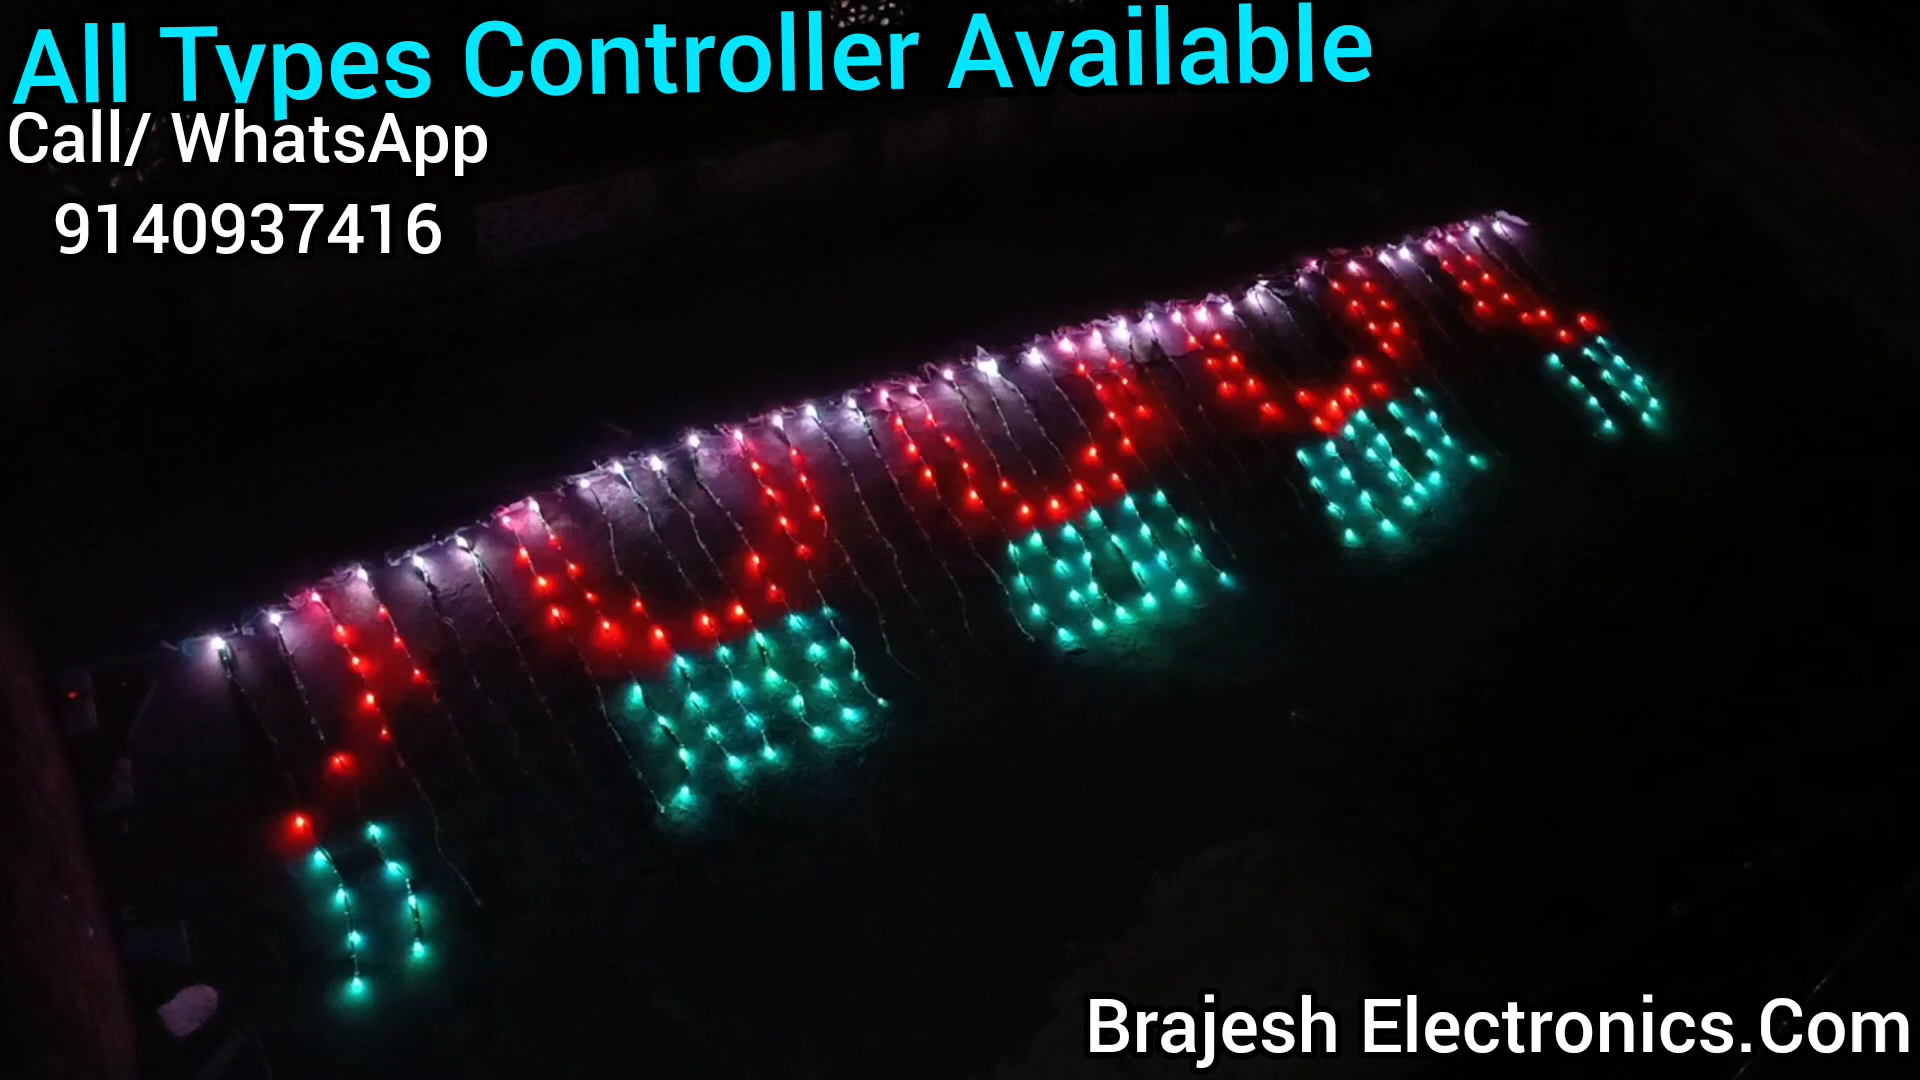 All Types Controller Available
Call/ WhatsApp
9140937416
Brajesh Electronics.Com